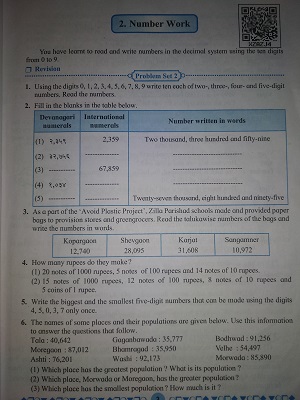 2. Number Work
You have learnt to read and write numbers in the decimal system using the ten digits
from 0 to 9.
Revision
Problem Set 2
1. Using the digits 0, 1, 2, 3, 4, 5, 6, 7, 8, 9 write ten each of two-, three-, four- and five-digit
numbers. Read the numbers.
2. Fill in the blanks in the table below.
Devanagari numerals International numerals Number written in words
(1) २,३५९ 2,359 Two thousand, three hundred and fifty-nine
(2) ३२,७५६
(3) 67,859
(4) १,०३४
(5) Twenty-seven thousand, eight hundred and ninety-five
3. As a part of the 'Avoid Plastic Project', Zilla Parishad schools made and provided paper
bags to provision stores and greengrocers. Read the talukawise numbers of the bags and
write the numbers in words.
Kopargaon Shevgaon Karjat Sangamner
12,740 28,095 31,608 10,972
4. How many rupees do they make?
(1) 20 notes of 1000 rupees, 5 notes of 100 rupees and 14 notes of 10 rupees.
(2) 15 notes of 1000 rupees, 12 notes of 100 rupees, 8 notes of 10 rupees and
5 coins of 1 rupee.
5. Write the biggest and the smallest five-digit numbers that can be made using the digits
4, 5, 0, 3, 7 only once.
6. The names of some places and their populations are given below. Use this information
to answer the questions that follow.
Tala : 40,642 Gaganbawada : 35,777 Bodhwad : 91,256
Moregaon : 87,012 Bhamragad : 35,950 Velhe : 54,497
Ashti : 76,201 Washi : 92,173 Morwada : 85,890
(1) Which place has the greatest population ? What is its population ?
(2) Which place, Morwada or Moregaon, has the greater population ?
(3) Which place has the smallest population ? How much is it ?